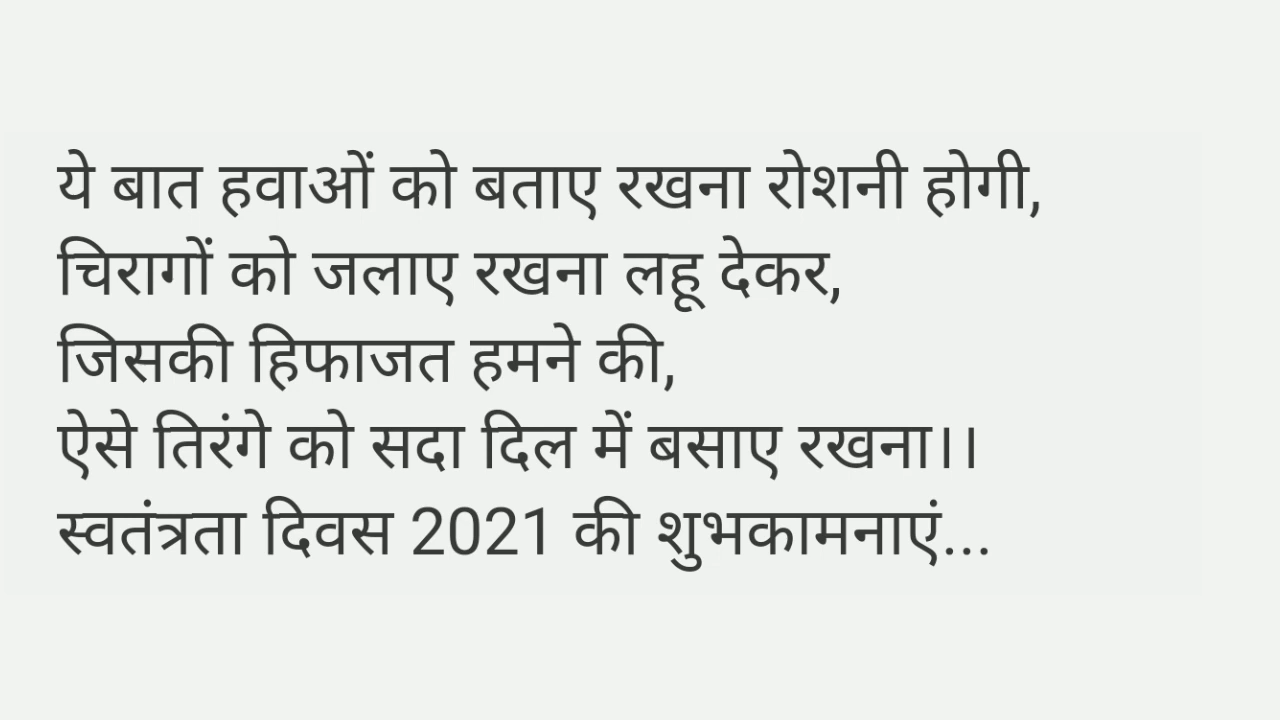 ये बात हवाओं को बताए रखना रोशनी होगी,
चिरागों को जलाए रखना लहू देकर,
जिसकी हिफाजत हमने की,
ऐसे तिरंगे को सदा दिल में बसाए रखना।।
स्वतंत्रता दिवस 2021 की शुभकामनाएं...